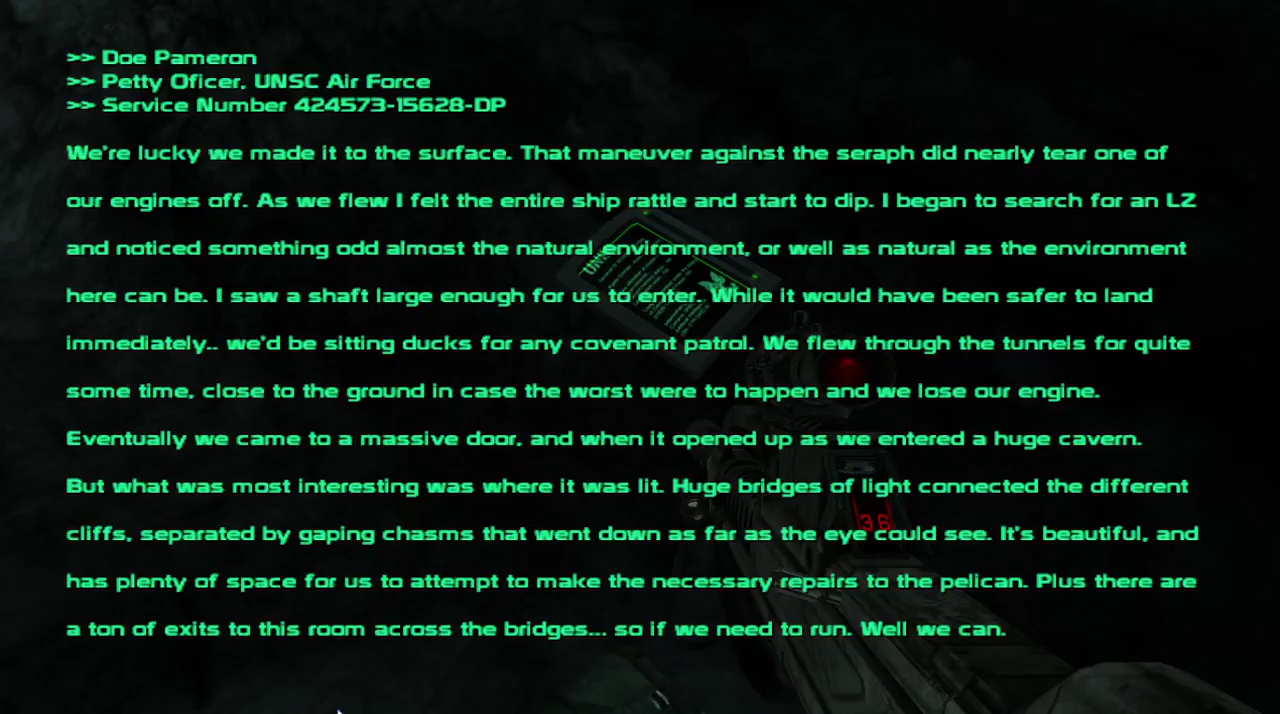 >> Doe Pameron
>> Petty Oficer, UNSC Air Force
>> Service Number 424573-15628-DP
We're lucky we made it to the surface. That maneuver against the seraph did nearly tear one of
our engines off. As we flew I felt the entire ship rattle and start to dip. I began to search for an LZ
and noticed something odd almost the natural environment, or well as natural as the environment
here can be. I saw a shaft large enough for us to enter. While it would have been safer to land
immediately.. we'd be sitting ducks for any covenant patrol. We flew through the tunnels for quite
some time, close to the ground in case the worst were to happen and we lose our engine.
Eventually we came to a massive door, and when it opened up as we entered a huge cavern.
But what was most interesting was where it was lit. Huge bridges of light connected the different
cliffs, separated by gaping chasms that went down as far as the eye could see. It's beautiful, and
has plenty of space for us to attempt to make the necessary repairs to the pelican. Plus there are
a ton of exits to this room across the bridges... so if we need to run. Well we can.
36